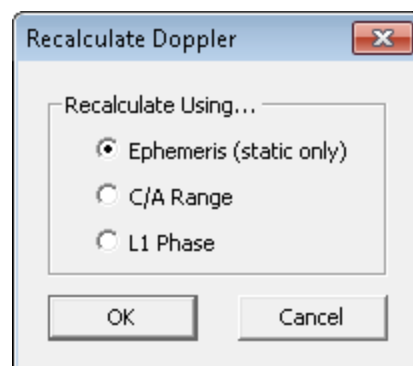 Recalculate Doppler
Recalculate Using...
Ephemeris (static only)
C/A Range
L1 Phase
OK Cancel